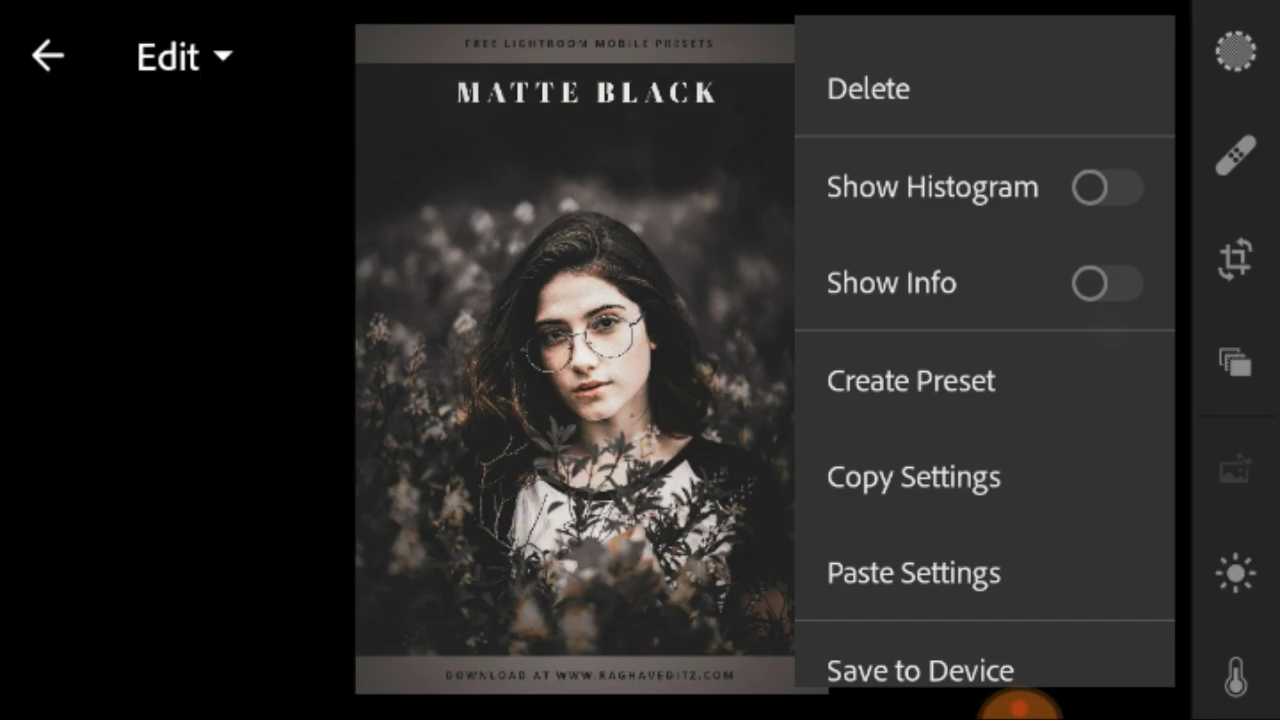 Edit
FREE LIGHTROOM MOBILE PRESETS
MATTE BLACK
DOWNLOAD AT WWW.RAGHAVEDITZ.COM
Delete
Show Histogram
Show Info
Create Preset
Copy Settings
Paste Settings
Save to Device